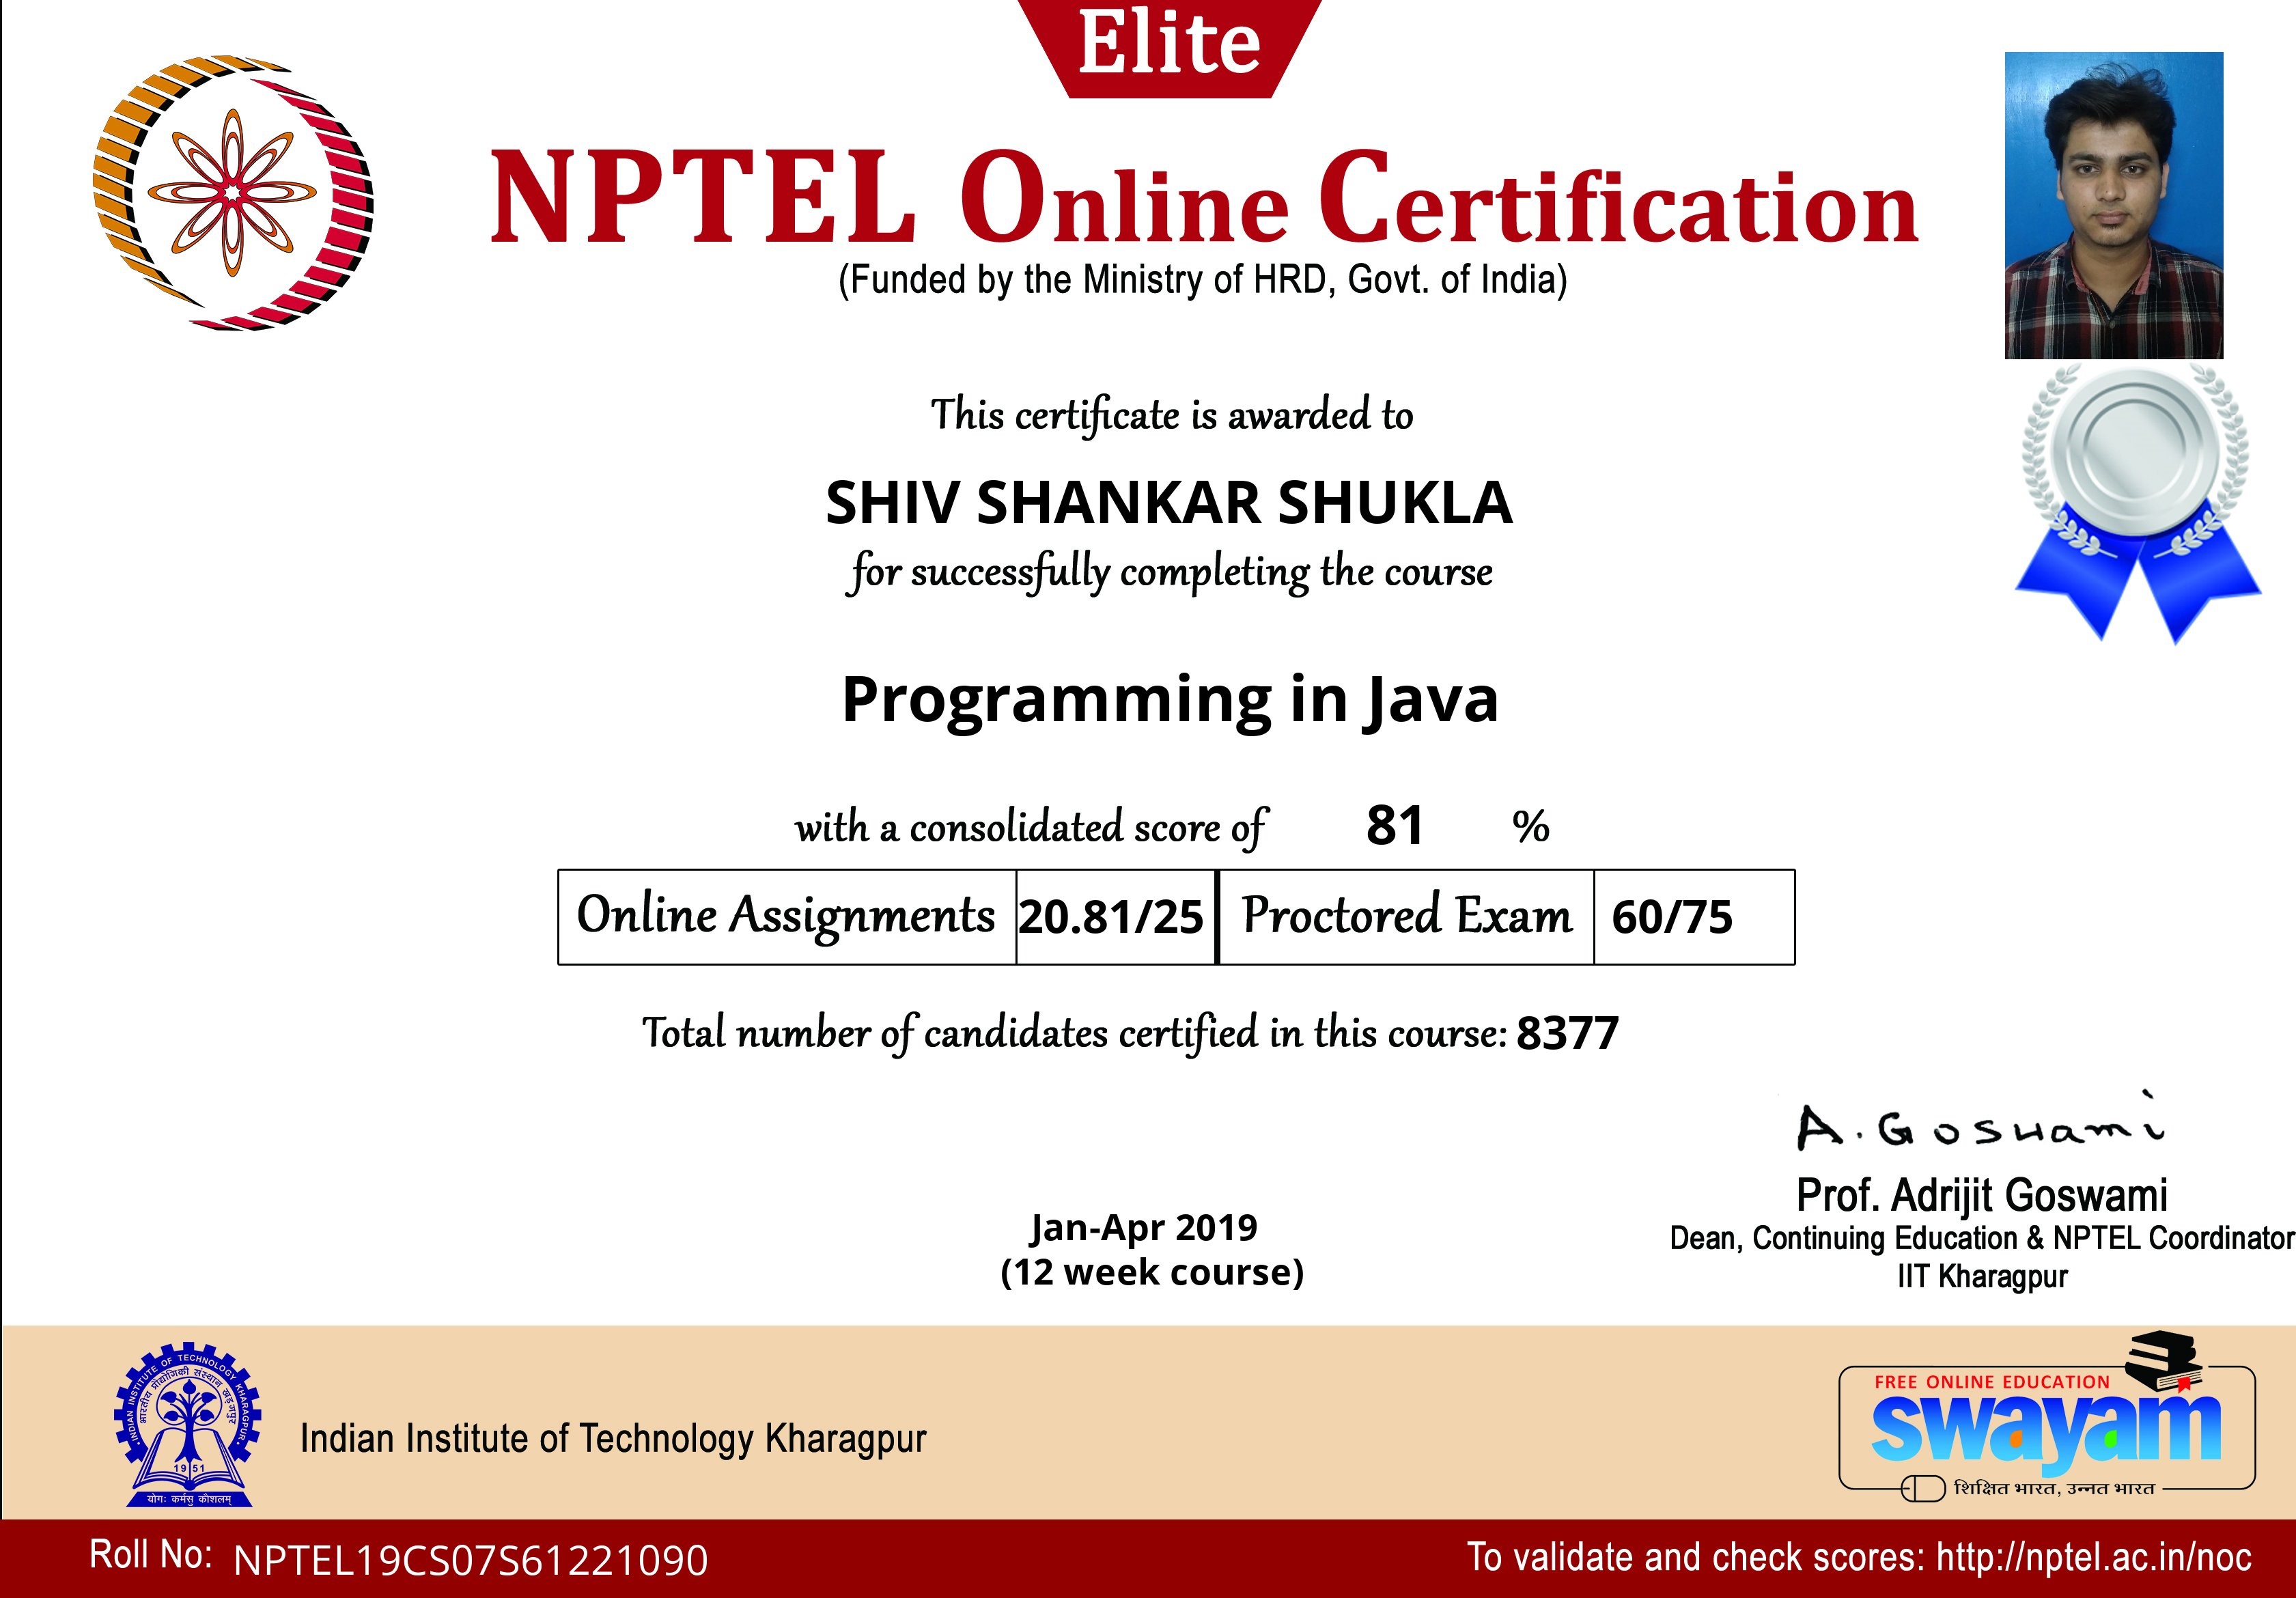 Elite
NPTEL Online Certification
(Funded by the Ministry of HRD, Govt. of India)
This certificate is awarded to
SHIV SHANKAR SHUKLA
for successfully completing the course
Programming in Java
with a consolidated score of 81 %
Online Assignments 20.81/25 Proctored Exam 60/75
Total number of candidates certified in this course: 8377
A. Goswami
Prof. Adrijit Goswami
Dean, Continuing Education & NPTEL Coordinator
IIT Kharagpur
Jan-Apr 2019
(12 week course)
INDIAN INSTITUTE OF TECHNOLOGY KHARAGPUR
भारतीय प्रौद्योगिकी संस्थान खड़गपुर
1951
योगः कर्मसु कौशलम्
Indian Institute of Technology Kharagpur
FREE ONLINE EDUCATION
swayam
शिक्षित भारत, उन्नत भारत
Roll No: NPTEL19CS07S61221090
To validate and check scores: http://nptel.ac.in/noc